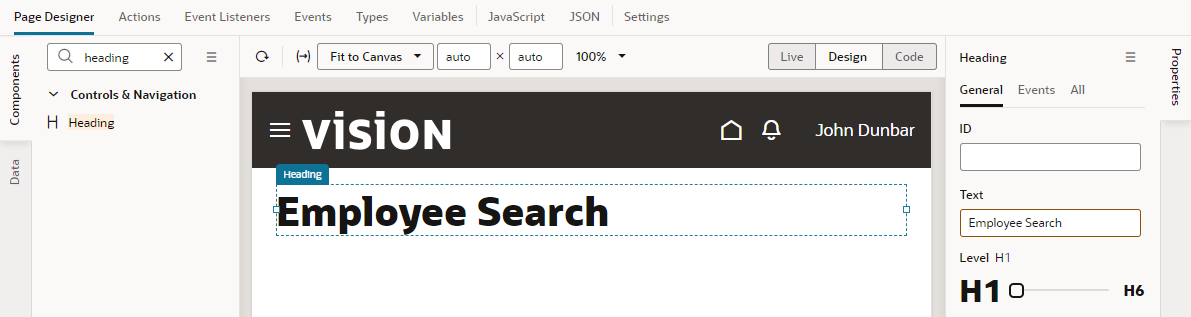 Page Designer Actions Event Listeners Events Types Variables JavaScript JSON Settings
Components
Data
heading
Controls & Navigation
Heading
Fit to Canvas auto × auto 100% Live Design Code
vision John Dunbar
Heading
Employee Search
Heading
General Events All
ID
Text
Employee Search
Level H1
H1 H6
Properties